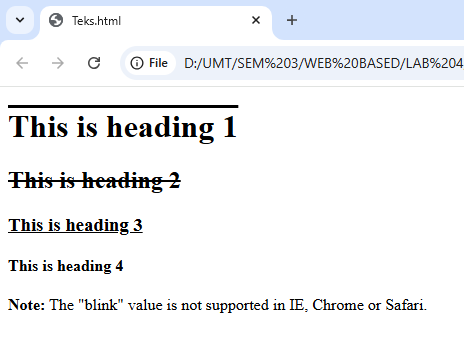 Teks.html
File D:/UMT/SEM%203/WEB%20BASED/LAB%204
This is heading 1
This is heading 2
This is heading 3
This is heading 4
Note: The "blink" value is not supported in IE, Chrome or Safari.